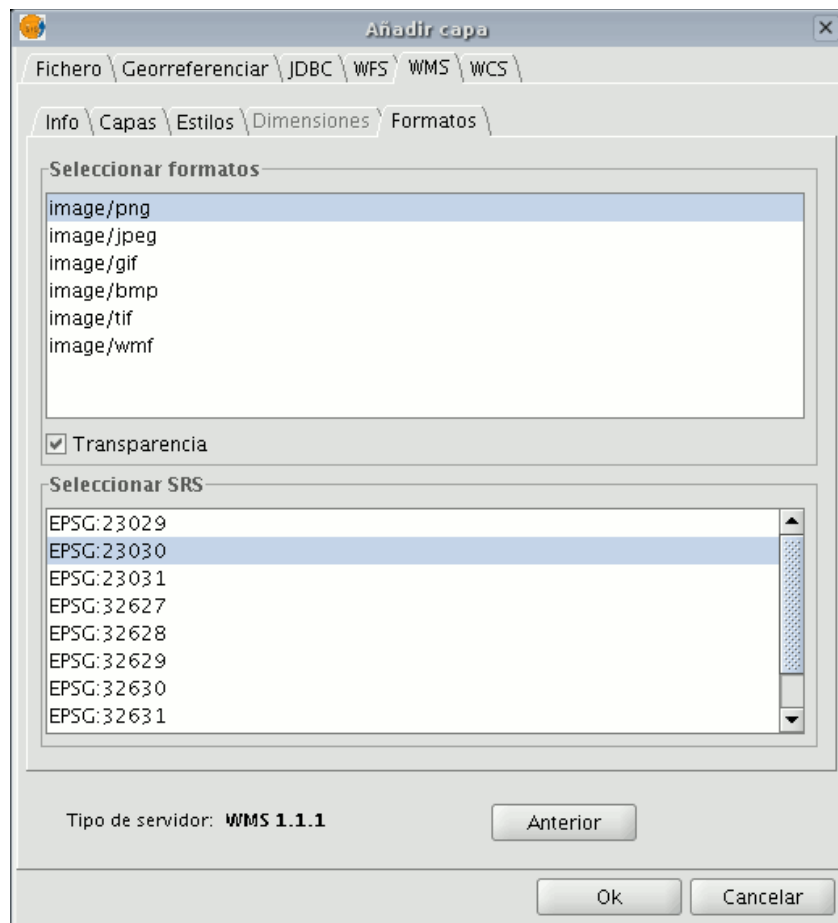 Añadir capa
Fichero Georreferenciar JDBC WFS WMS WCS
Info Capas Estilos Dimensiones Formatos
Seleccionar formatos
image/png
image/jpeg
image/gif
image/bmp
image/tif
image/wmf
Transparencia
Seleccionar SRS
EPSG:23029
EPSG:23030
EPSG:23031
EPSG:32627
EPSG:32628
EPSG:32629
EPSG:32630
EPSG:32631
Tipo de servidor: WMS 1.1.1 Anterior
Ok Cancelar